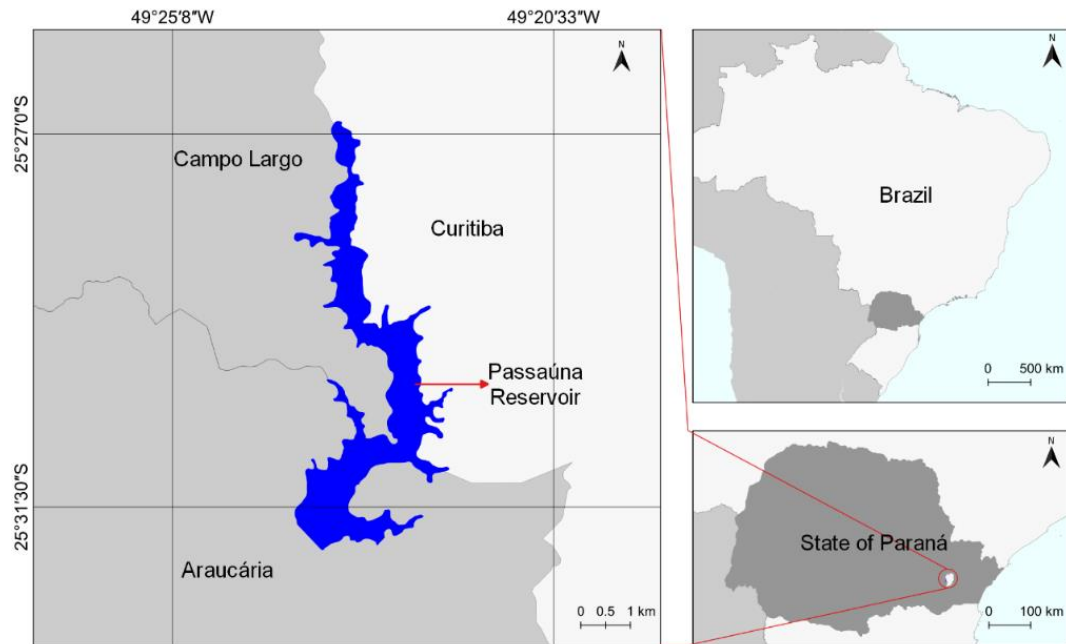 49°25'8"W
49°20'33"W
25°27'0"S
25°31'30"S
N
Campo Largo
Curitiba
Passaúna
Reservoir
Araucária
0 0.5 1 km
N
Brazil
0 500 km
N
State of Paraná
0 100 km